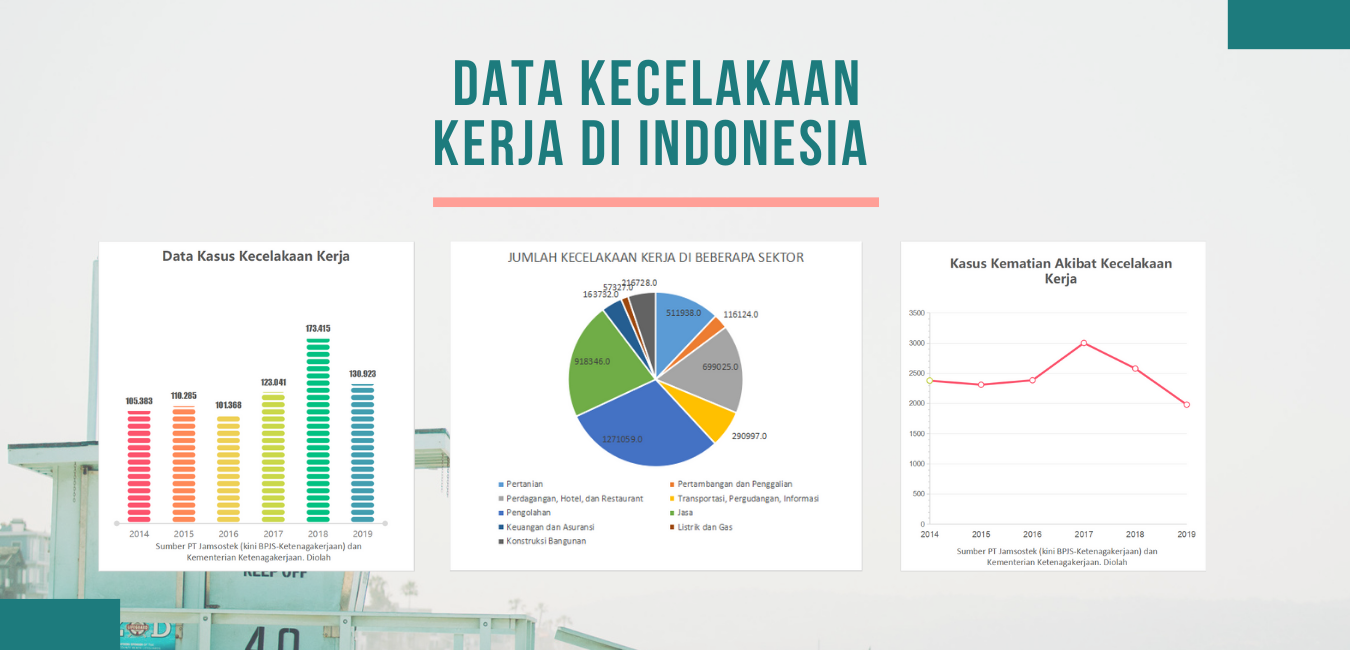 DATA KECELAKAAN
KERJA DI INDONESIA
Data Kasus Kecelakaan Kerja
105.383
110.285
101.368
123.041
173.415
130.923
2014 2015 2016 2017 2018 2019
Sumber PT Jamsostek (kini BPJS-Ketenagakerjaan) dan
Kementerian Ketenagakerjaan. Diolah
JUMLAH KECELAKAAN KERJA DI BEBERAPA SEKTOR
216728.0
57327.0
163732.0
511938.0
116124.0
918346.0
699025.0
290997.0
1271059.0
Pertanian
Pertambangan dan Penggalian
Perdagangan, Hotel, dan Restaurant
Transportasi, Pergudangan, Informasi
Pengolahan
Jasa
Keuangan dan Asuransi
Listrik dan Gas
Konstruksi Bangunan
Kasus Kematian Akibat Kecelakaan
Kerja
3500
3000
2500
2000
1500
1000
500
0
2014 2015 2016 2017 2018 2019
Sumber PT Jamsostek (kini BPJS-Ketenagakerjaan) dan
Kementerian Ketenagakerjaan. Diolah
KEEP OFF